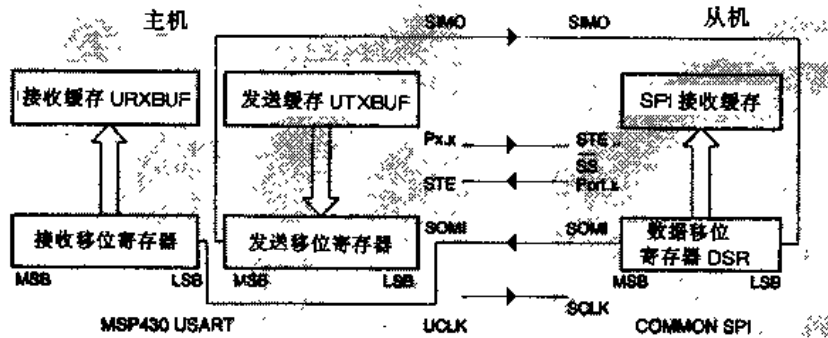 主机
SIMO
SIMO
从机
接收缓存 URXBUF
发送缓存 UTXBUF
SPI 接收缓存
Px.x
STE
SS
STE
Port.x
接收移位寄存器
发送移位寄存器
SOMI
SOMI
数据移位
寄存器 DSR
MSB
LSB
MSB
LSB
MSB
LSB
MSP430 USART
UCLK
SCLK
COMMON SPI